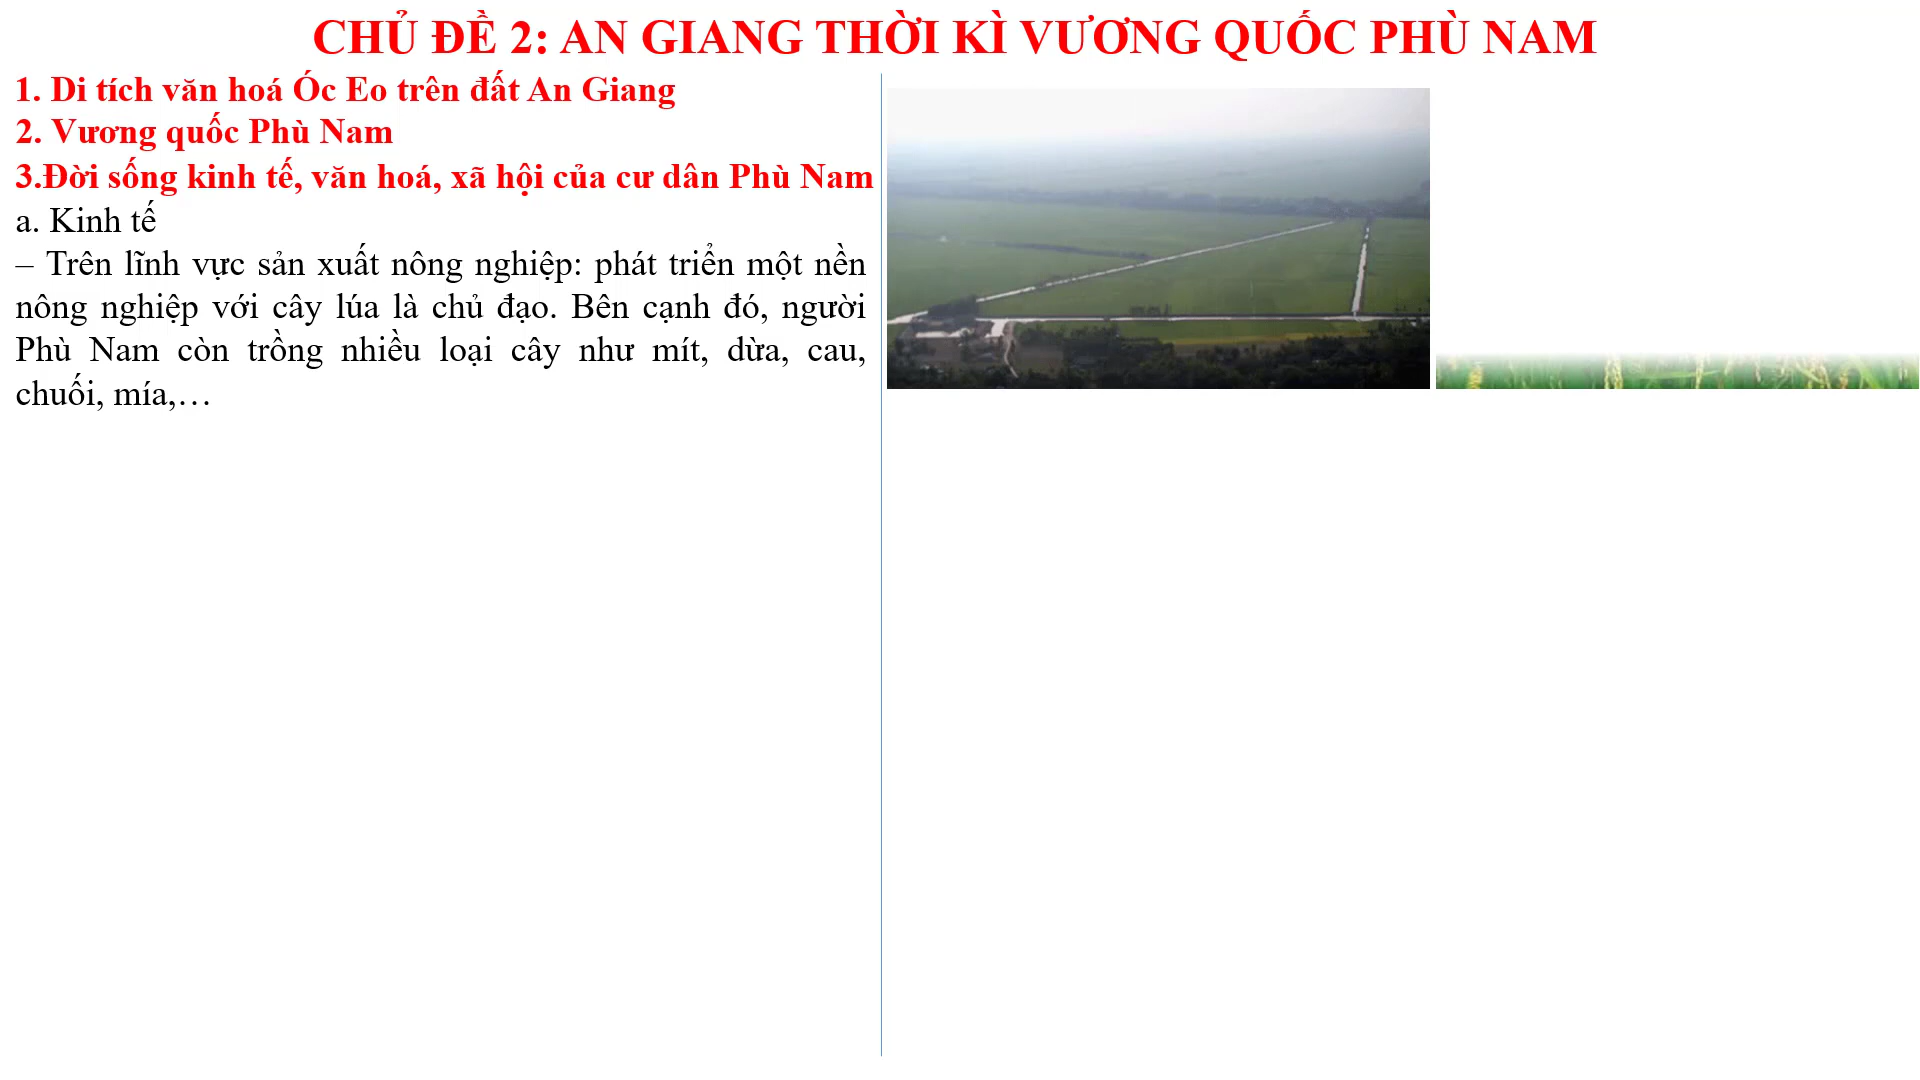 CHỦ ĐỀ 2: AN GIANG THỜI KÌ VƯƠNG QUỐC PHÙ NAM
1. Di tích văn hoá Óc Eo trên đất An Giang
2. Vương quốc Phù Nam
3.Đời sống kinh tế, văn hoá, xã hội của cư dân Phù Nam
a. Kinh tế
– Trên lĩnh vực sản xuất nông nghiệp: phát triển một nền
nông nghiệp với cây lúa là chủ đạo. Bên cạnh đó, người
Phù Nam còn trồng nhiều loại cây như mít, dừa, cau,
chuối, mía,…